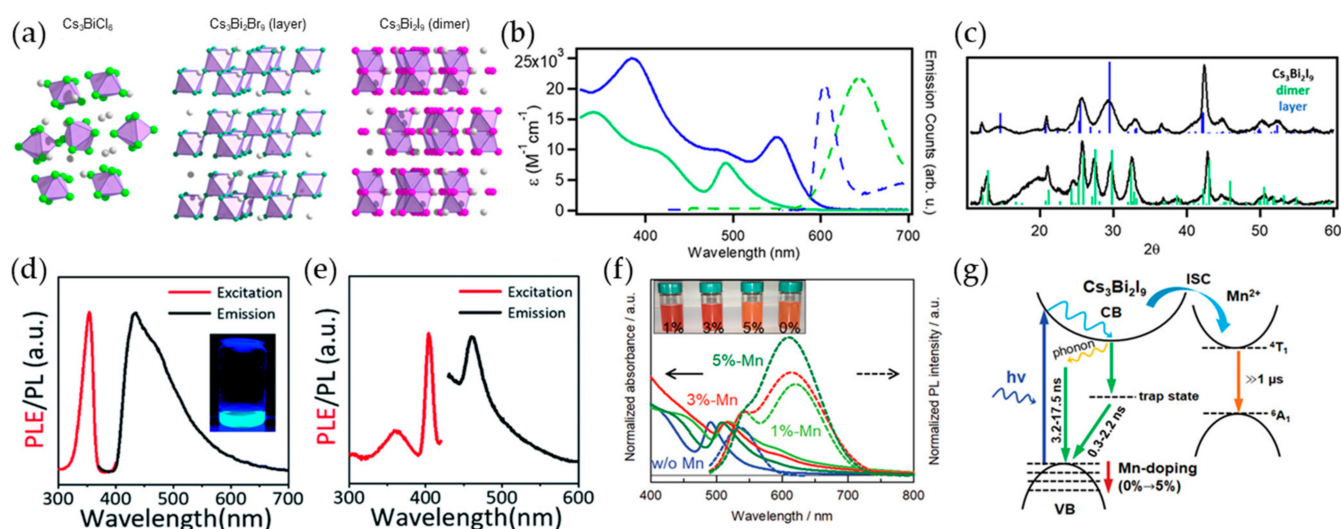 (a)
Cs₃BiCl₆
Cs₃Bi₂Br₉ (layer)
Cs₃Bi₂I₉ (dimer)
(b)
25x10³
20
15
10
5
0
ε (M⁻¹ cm⁻¹)
Emission Counts (arb. u.)
400
500
600
700
Wavelength (nm)
(c)
Cs₃Bi₂I₉
dimer
layer
20
30
40
50
60
2θ
(d)
Excitation
Emission
PLE/PL (a.u.)
300
400
500
600
700
Wavelength(nm)
(e)
Excitation
Emission
PLE/PL (a.u.)
300
400
500
600
Wavelength(nm)
(f)
1%
3%
5%
0%
5%-Mn
3%-Mn
1%-Mn
w/o Mn
Normalized absorbance / a.u.
Normalized PL intensity / a.u.
400
500
600
700
800
Wavelength / nm
(g)
Cs₃Bi₂I₉
ISC
Mn²⁺
CB
phonon
⁴T₁
hv
3.2-17.5 ns
trap state
≫1 µs
0.3-2.2 ns
⁶A₁
Mn-doping
(0%→5%)
VB